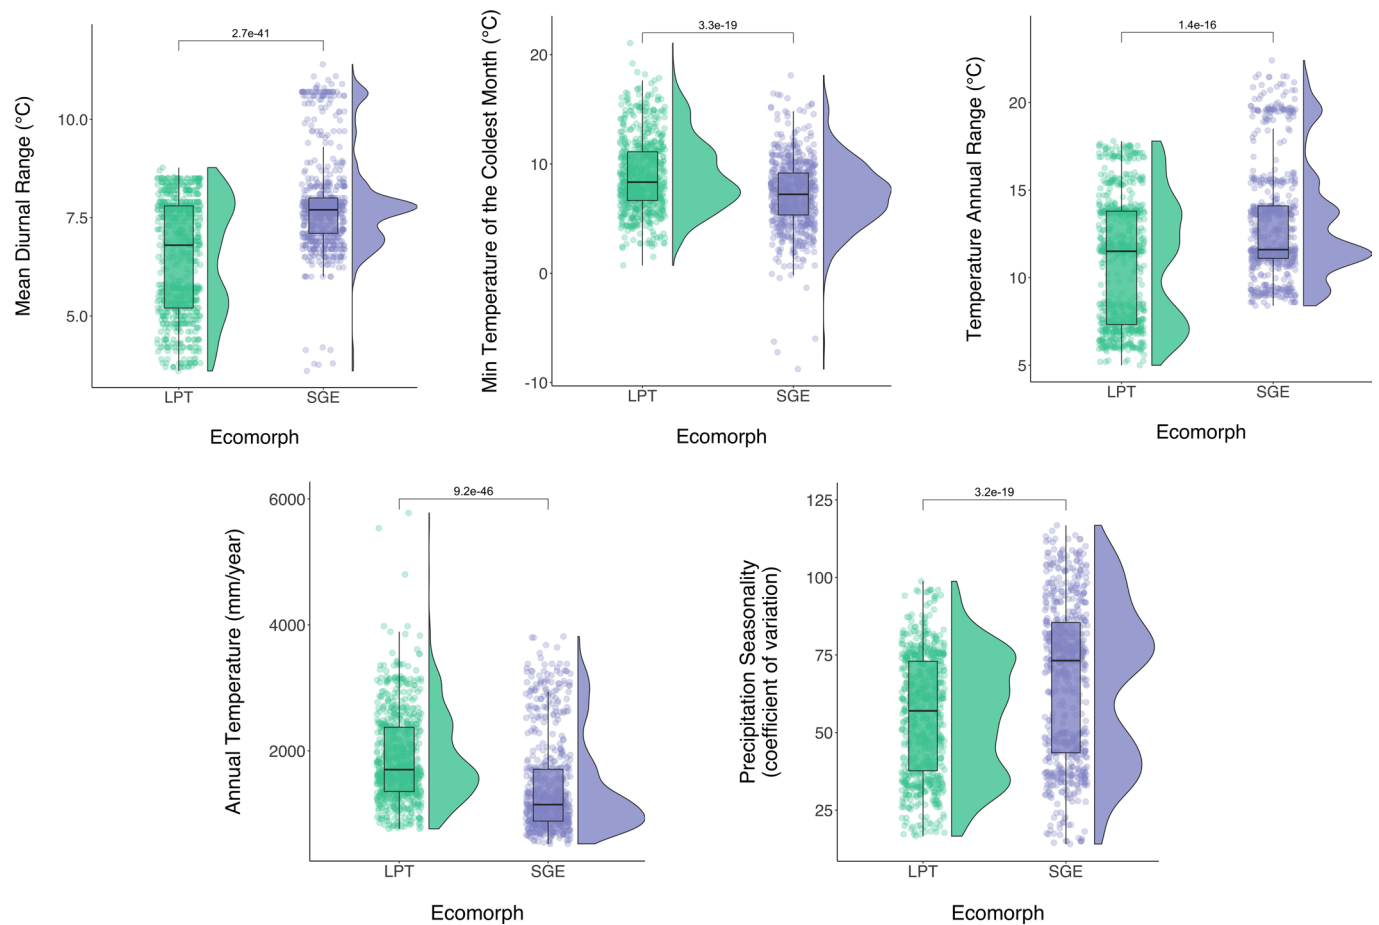 Mean Diurnal Range (°C)
10.0
7.5
5.0
2.7e-41
LPT
SGE
Ecomorph
Min Temperature of the Coldest Month (°C)
20
10
0
-10
3.3e-19
LPT
SGE
Ecomorph
Temperature Annual Range (°C)
20
15
10
5
1.4e-16
LPT
SGE
Ecomorph
Annual Temperature (mm/year)
6000
4000
2000
9.2e-46
LPT
SGE
Ecomorph
Precipitation Seasonality
(coefficient of variation)
125
100
75
50
25
3.2e-19
LPT
SGE
Ecomorph